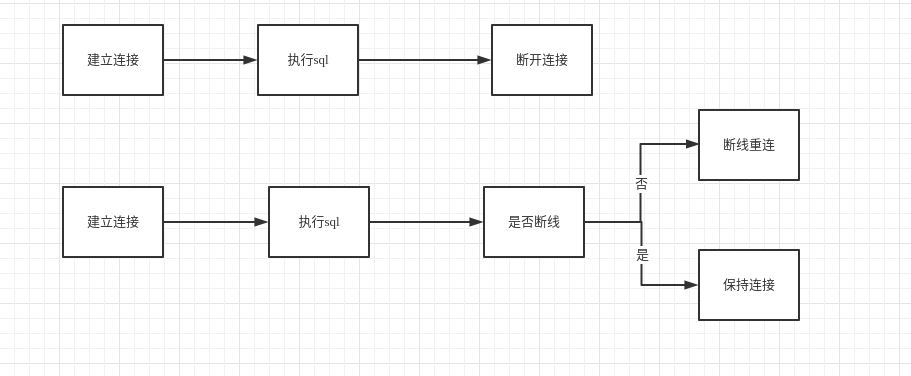 建立连接
执行sql
断开连接
断线重连
否
建立连接
执行sql
是否断线
是
保持连接